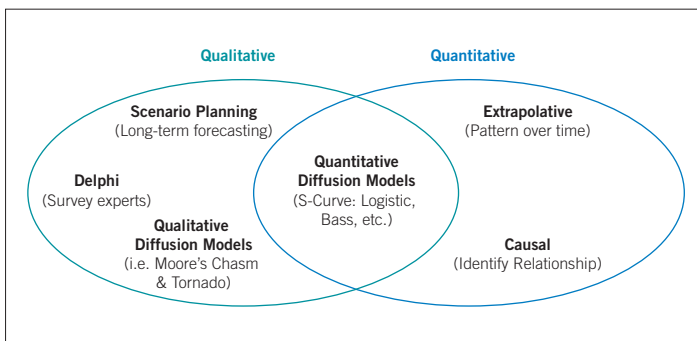 Qualitative
Quantitative
Scenario Planning
(Long-term forecasting)
Delphi
(Survey experts)
Qualitative
Diffusion Models
(i.e. Moore's Chasm
& Tornado)
Quantitative
Diffusion Models
(S-Curve: Logistic,
Bass, etc.)
Extrapolative
(Pattern over time)
Causal
(Identify Relationship)